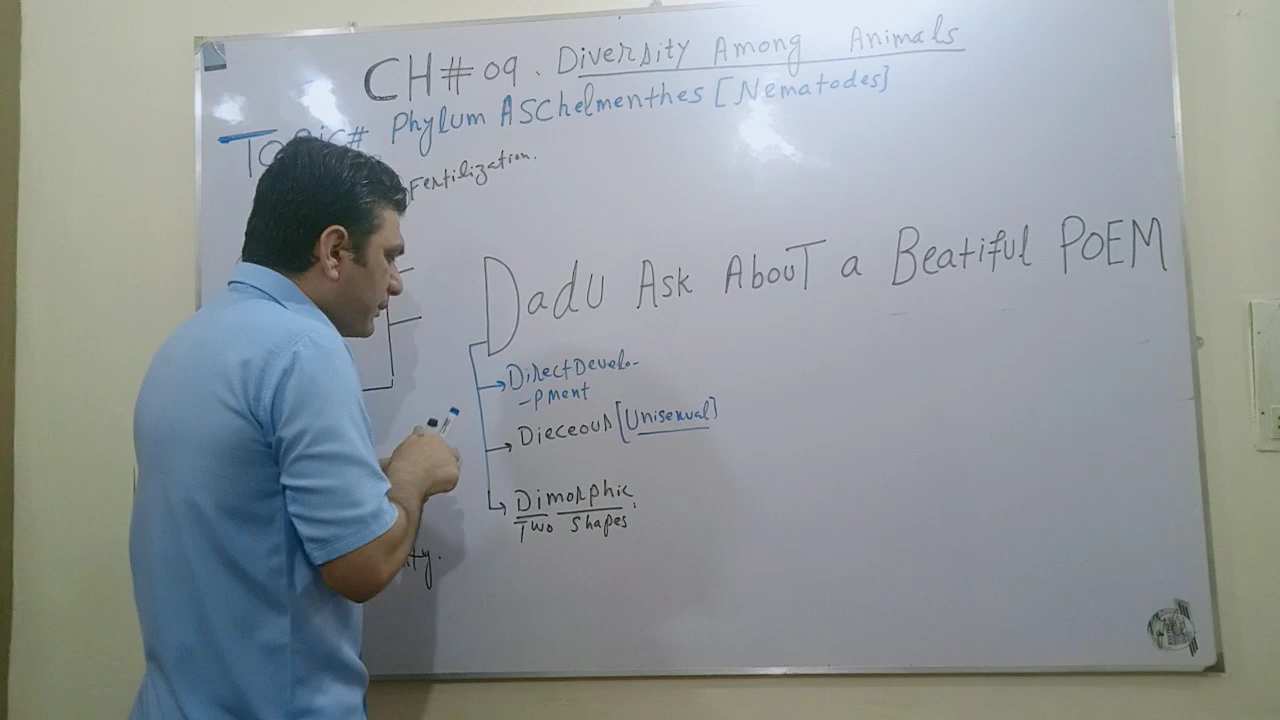 CH# 09. Diversity Among Animals
Topic# Phylum ASChelmenthes [Nematodes]
Fertilization.
DadU Ask AbouT a Beatiful POEM
Direct Develo-
-pment
Dieceous [Unisexual]
Dimorphic
Two Shapes.